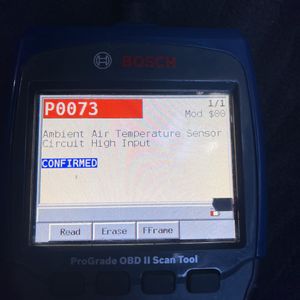 BOSCH
P0073
1/1
Mod $00
Ambient Air Temperature Sensor
Circuit High Input
CONFIRMED
Read Erase FFrame
ProGrade OBD II Scan Tool